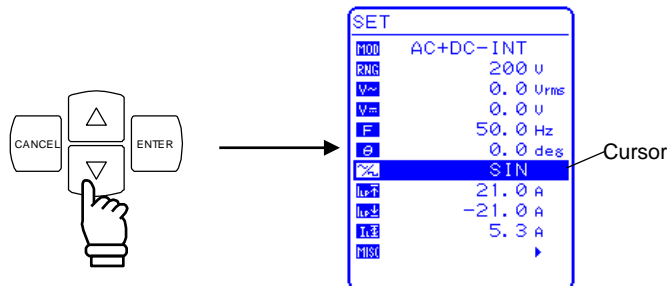 CANCEL
ENTER
SET
MOD AC+DC-INT
RNG 200 V
V~ 0.0 Vrms
V= 0.0 V
F 50.0 Hz
θ 0.0 deg
SIN
21.0 A
-21.0 A
5.3 A
MISC
Cursor